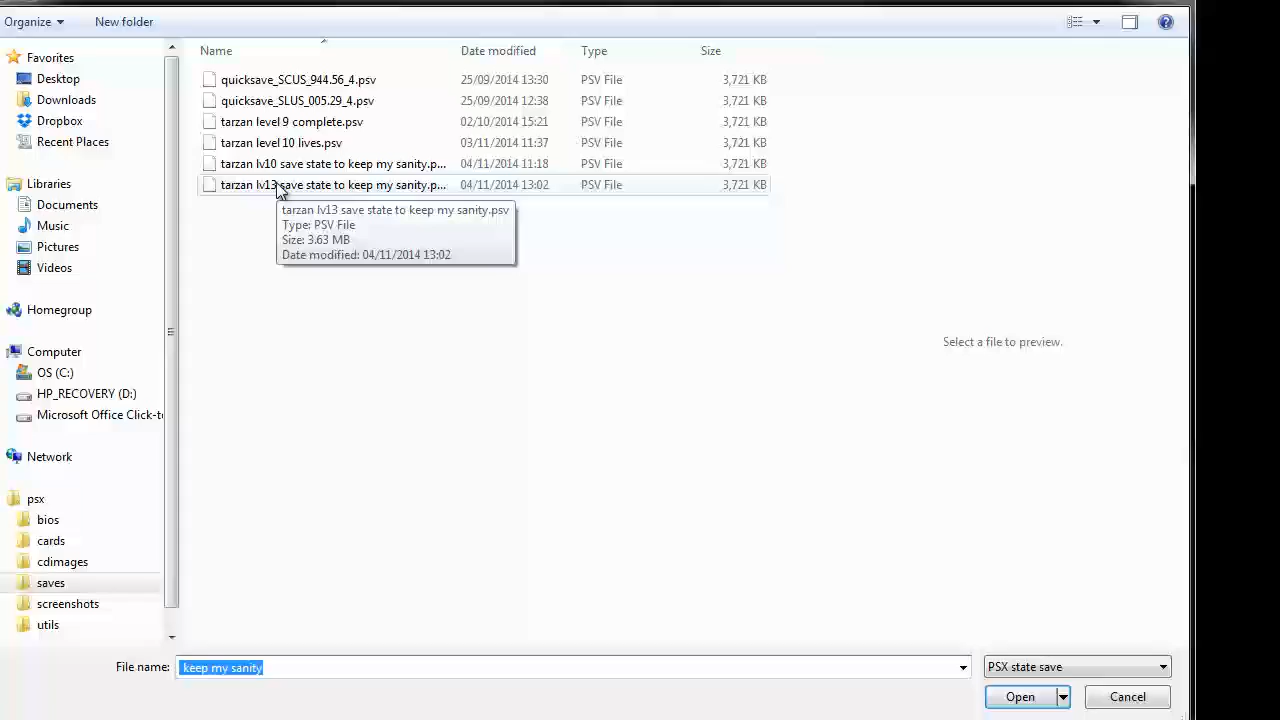 Organize New folder
Name Date modified Type Size
Favorites
Desktop
Downloads
Dropbox
Recent Places
Libraries
Documents
Music
Pictures
Videos
Homegroup
Computer
OS (C:)
HP_RECOVERY (D:)
Microsoft Office Click-to
Network
psx
bios
cards
cdimages
saves
screenshots
utils
quicksave_SCUS_944.56_4.psv 25/09/2014 13:30 PSV File 3,721 KB
quicksave_SLUS_005.29_4.psv 25/09/2014 12:38 PSV File 3,721 KB
tarzan level 9 complete.psv 02/10/2014 15:21 PSV File 3,721 KB
tarzan level 10 lives.psv 03/11/2014 11:37 PSV File 3,721 KB
tarzan lv10 save state to keep my sanity.p... 04/11/2014 11:18 PSV File 3,721 KB
tarzan lv13 save state to keep my sanity.p... 04/11/2014 13:02 PSV File 3,721 KB
tarzan lv13 save state to keep my sanity.psv
Type: PSV File
Size: 3.63 MB
Date modified: 04/11/2014 13:02
Select a file to preview.
File name: keep my sanity PSX state save
Open Cancel